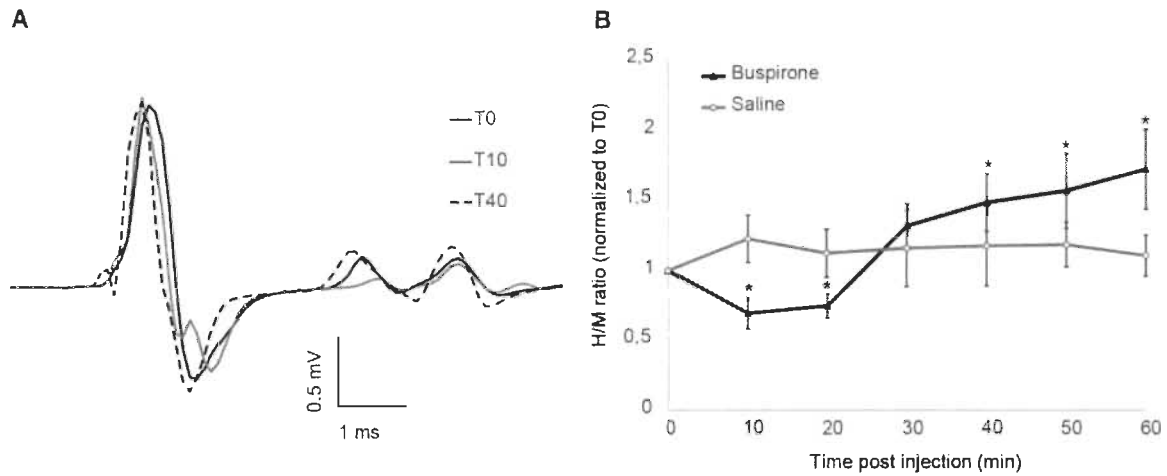 A
T0
T10
T40
0.5 mV
1 ms
B
2,5
2
1,5
1
0,5
0
H/M ratio (normalized to T0)
Buspirone
Saline
*
*
*
*
*
0
10
20
30
40
50
60
Time post injection (min)